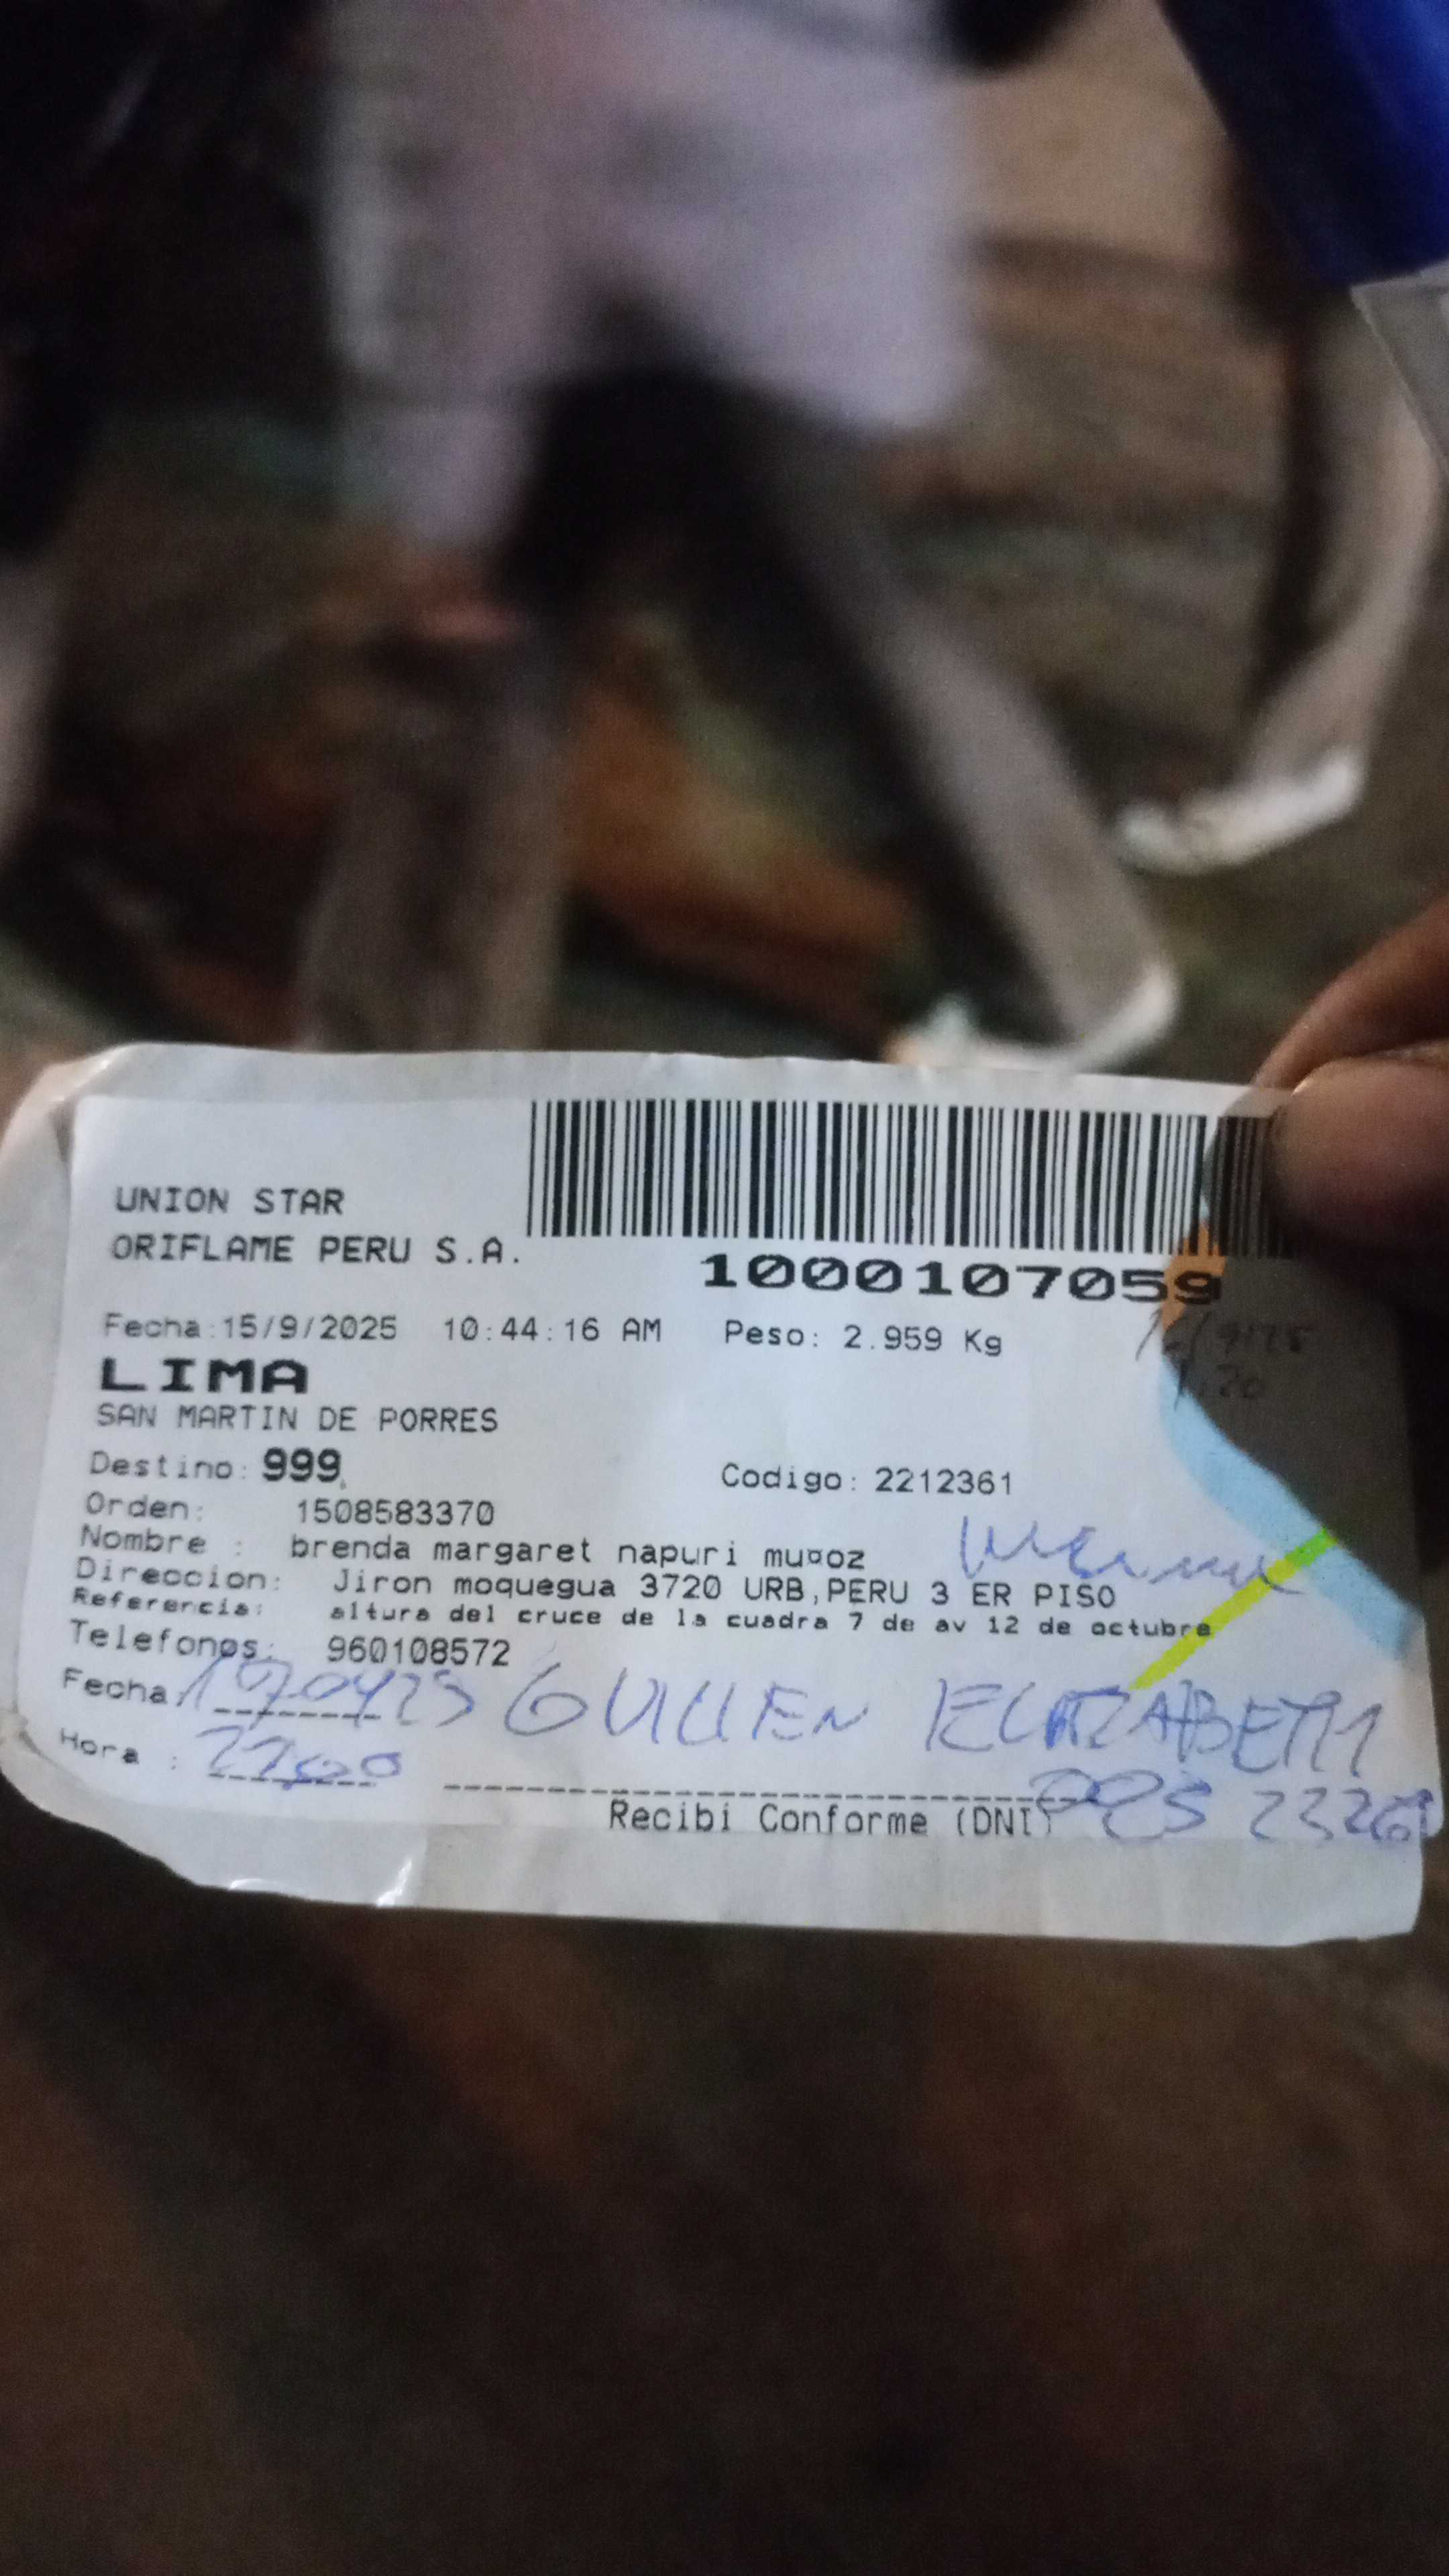 UNION STAR
ORIFLAME PERU S.A.
1000107059
Fecha:15/9/2025 10:44:16 AM Peso: 2.959 Kg
LIMA
SAN MARTIN DE PORRES
Destino: 999
Codigo: 2212361
Orden: 1508583370
Nombre : brenda margaret napuri mu¤oz
Direccion: Jiron moquegua 3720 URB,PERU 3 ER PISO
Referencia: altura del cruce de la cuadra 7 de av 12 de octubre
Telefonos: 960108572
Fecha GUILLEN ELIZABETH
Hora :
Recibi Conforme (DNI)